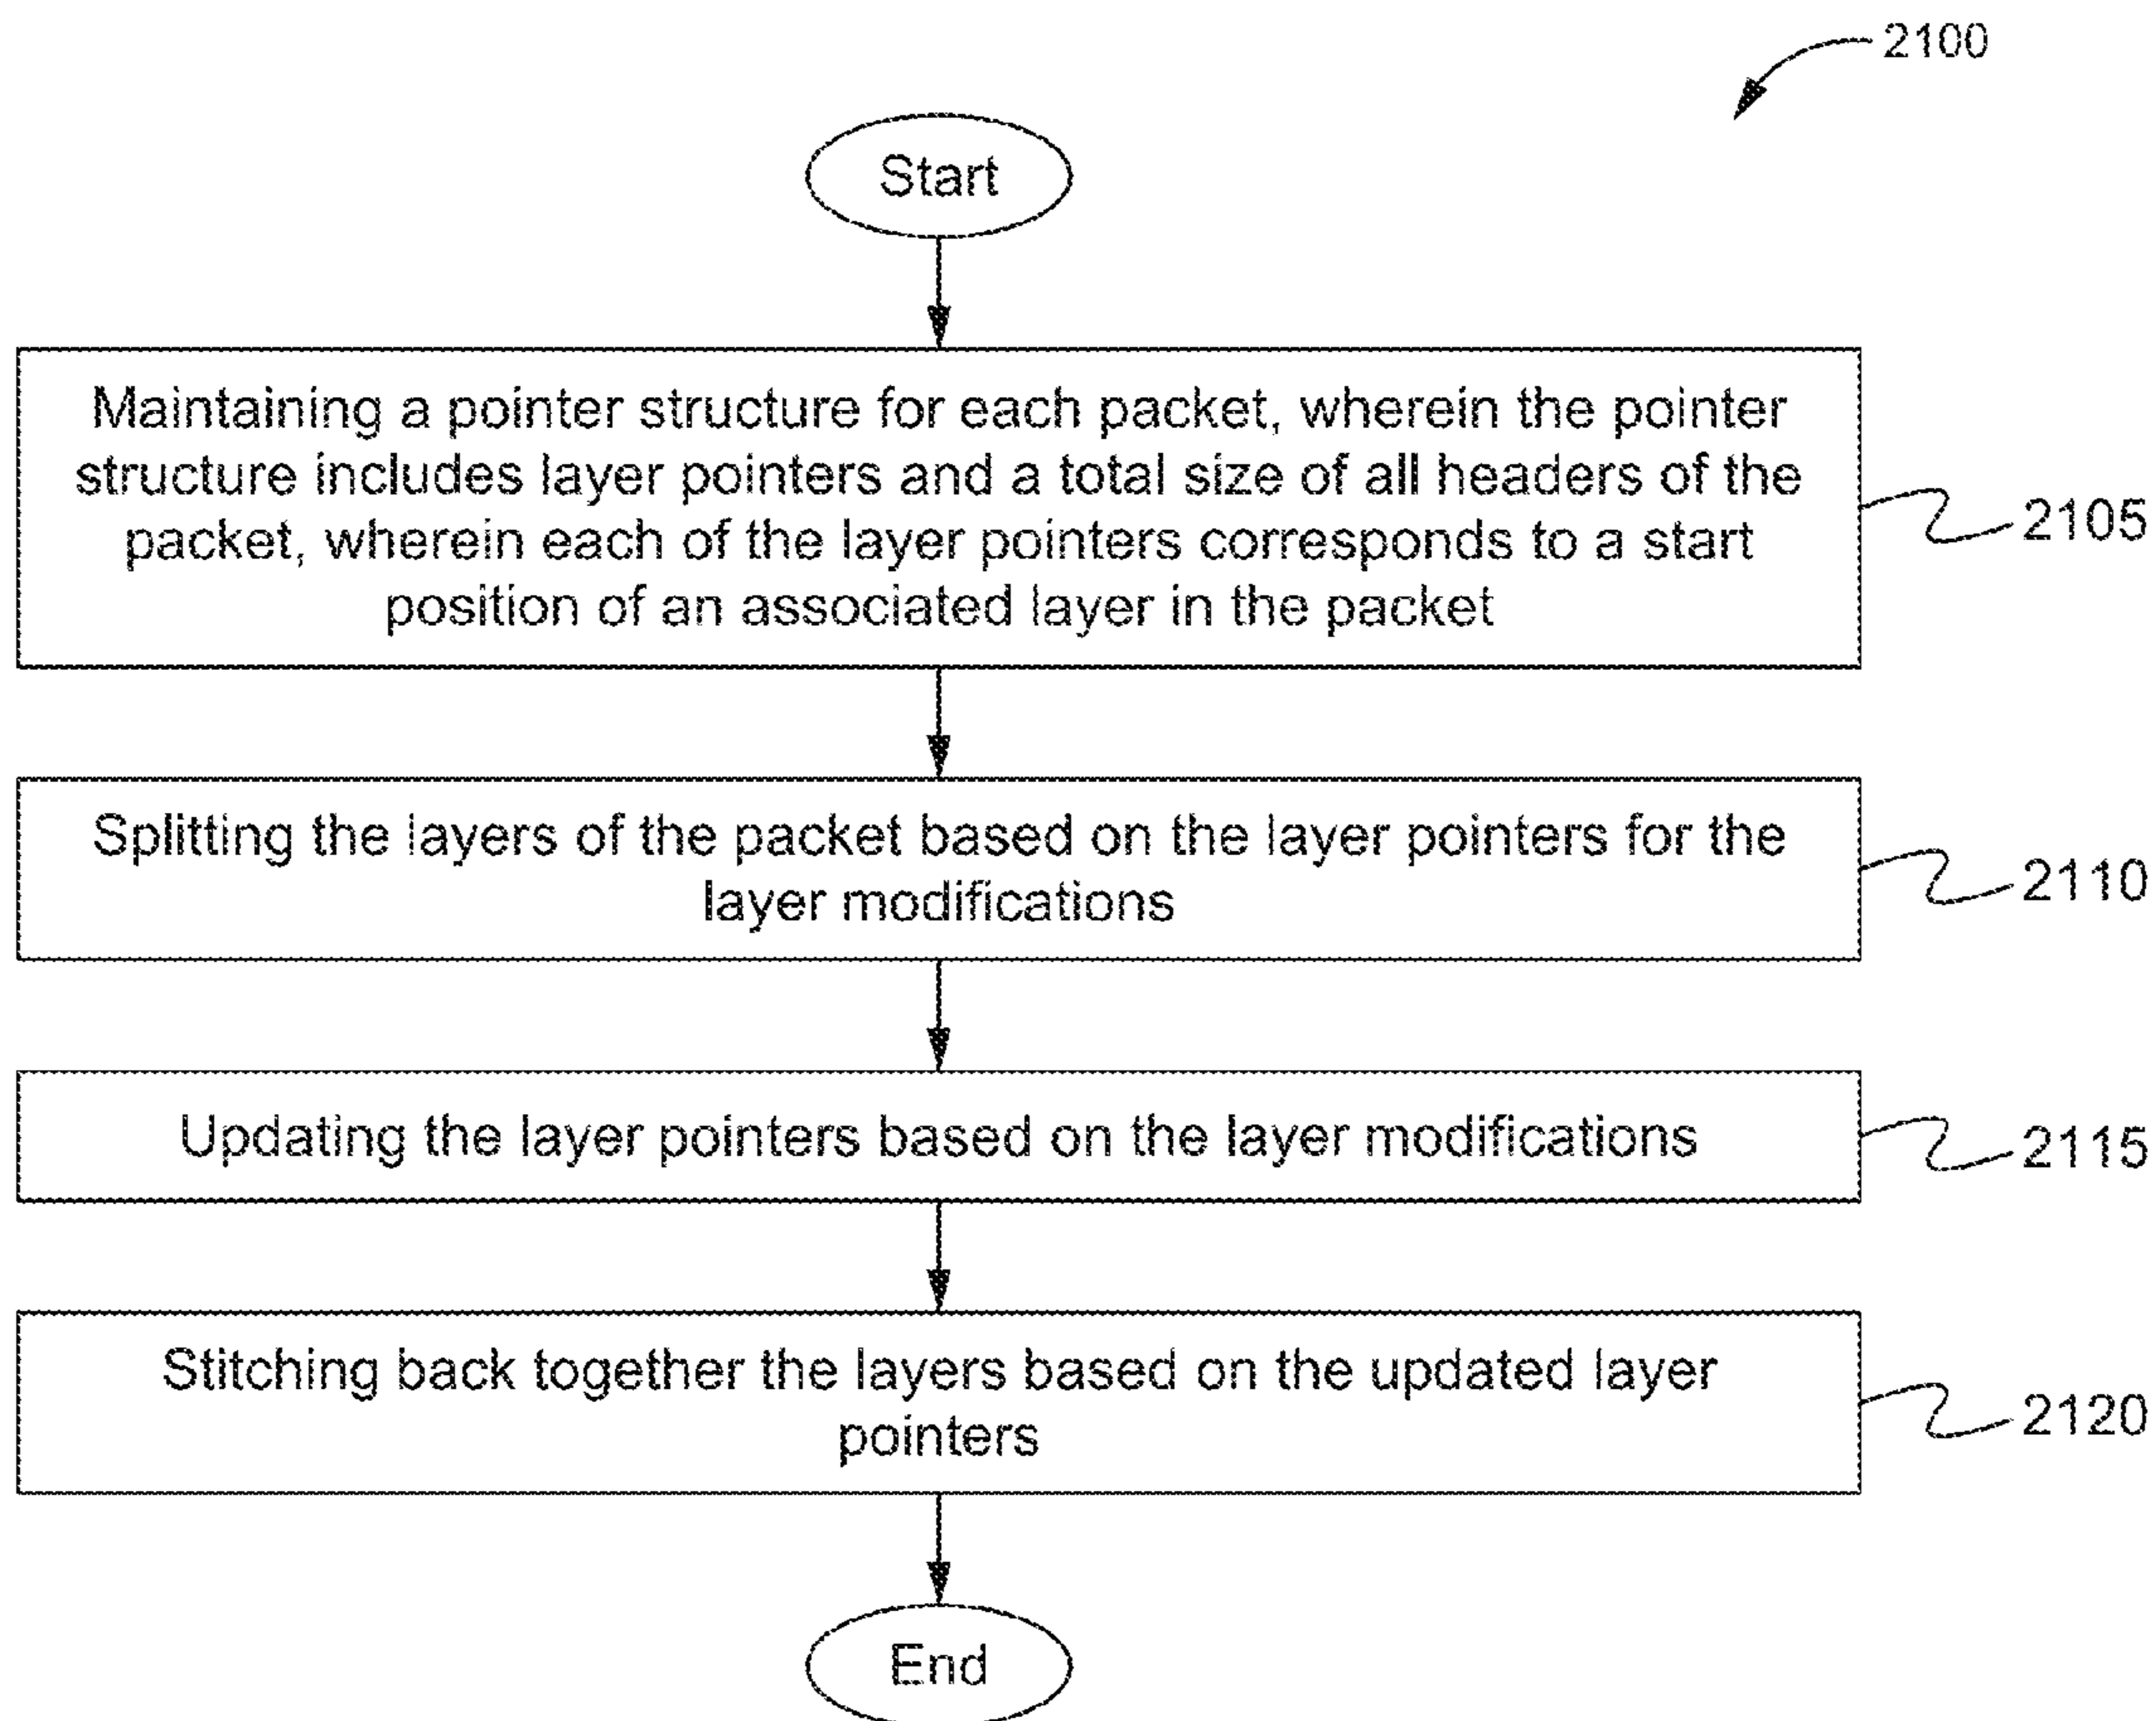 2100
Start
Maintaining a pointer structure for each packet, wherein the pointer
structure includes layer pointers and a total size of all headers of the
packet, wherein each of the layer pointers corresponds to a start
position of an associated layer in the packet
2105
Splitting the layers of the packet based on the layer pointers for the
layer modifications
2110
Updating the layer pointers based on the layer modifications
2115
Stitching back together the layers based on the updated layer
pointers
2120
End